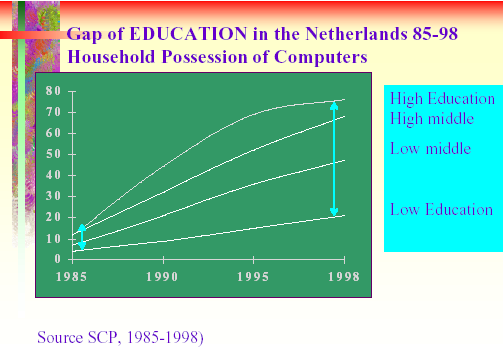 Gap of EDUCATION in the Netherlands 85-98
Household Possession of Computers
80
70
60
50
40
30
20
10
0
1985 1990 1995 1998
High Education
High middle
Low middle
Low Education
Source SCP, 1985-1998)